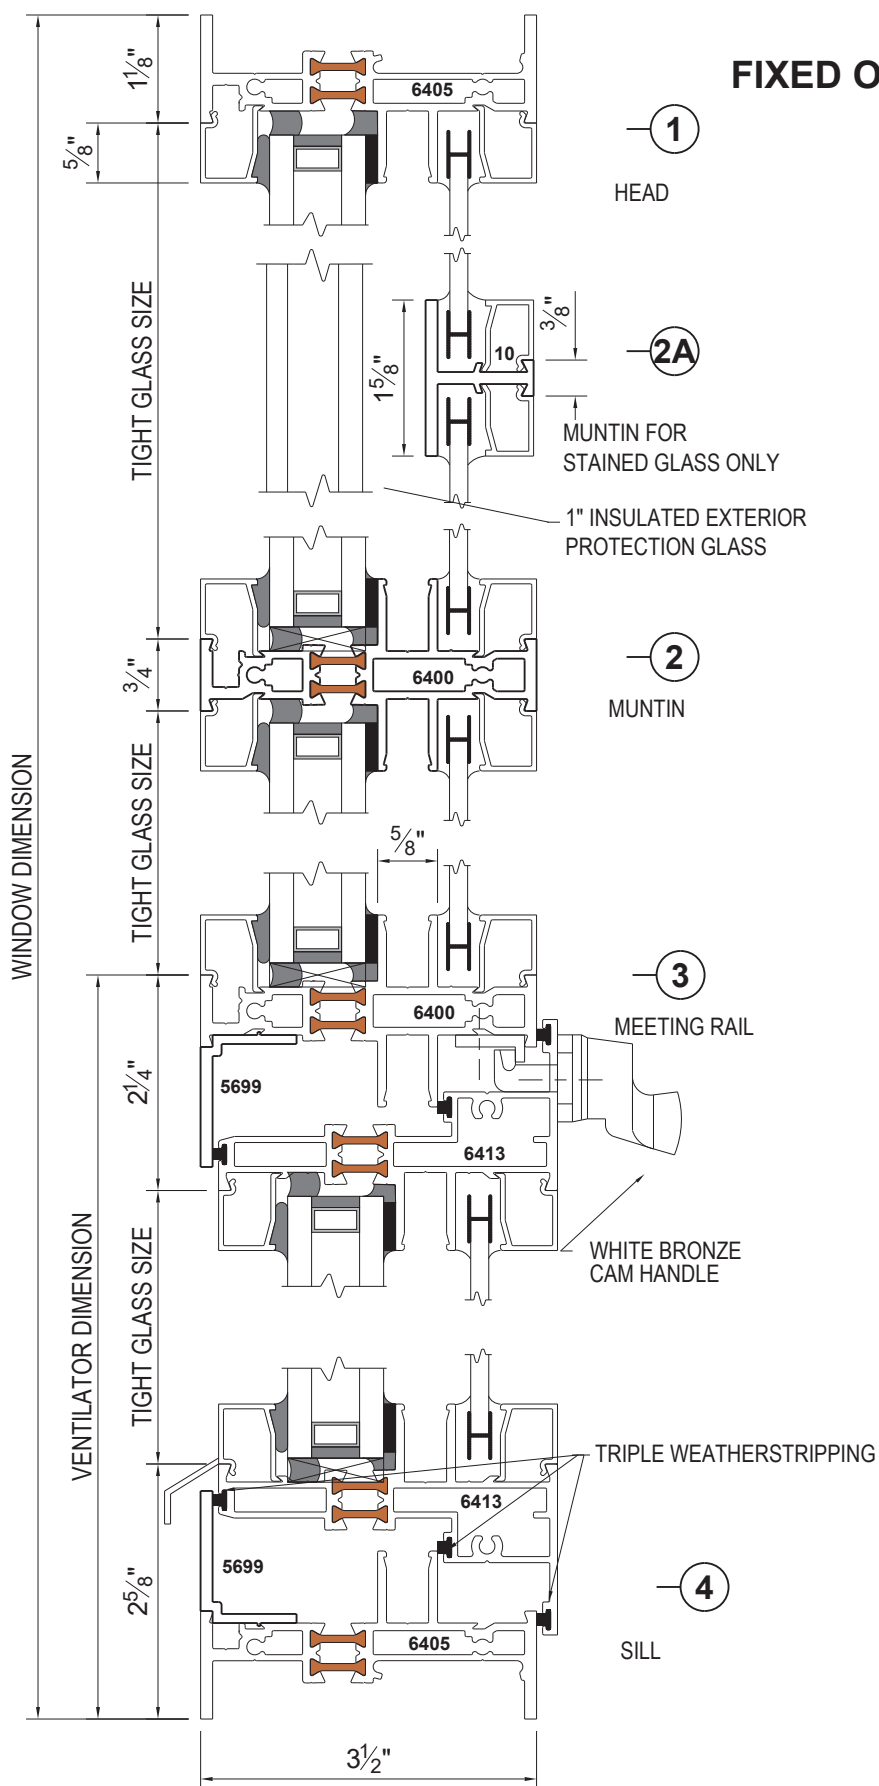 FIXED O
1⅛"
6405
1
⅝"
HEAD
TIGHT GLASS SIZE
⅜"
10
2A
1⅝"
MUNTIN FOR
STAINED GLASS ONLY
1" INSULATED EXTERIOR
PROTECTION GLASS
¾"
6400
2
MUNTIN
WINDOW DIMENSION
TIGHT GLASS SIZE
⅝"
3
6400
MEETING RAIL
2¼"
5699
6413
VENTILATOR DIMENSION
TIGHT GLASS SIZE
WHITE BRONZE
CAM HANDLE
TRIPLE WEATHERSTRIPPING
6413
2⅝"
5699
4
6405
SILL
3½"